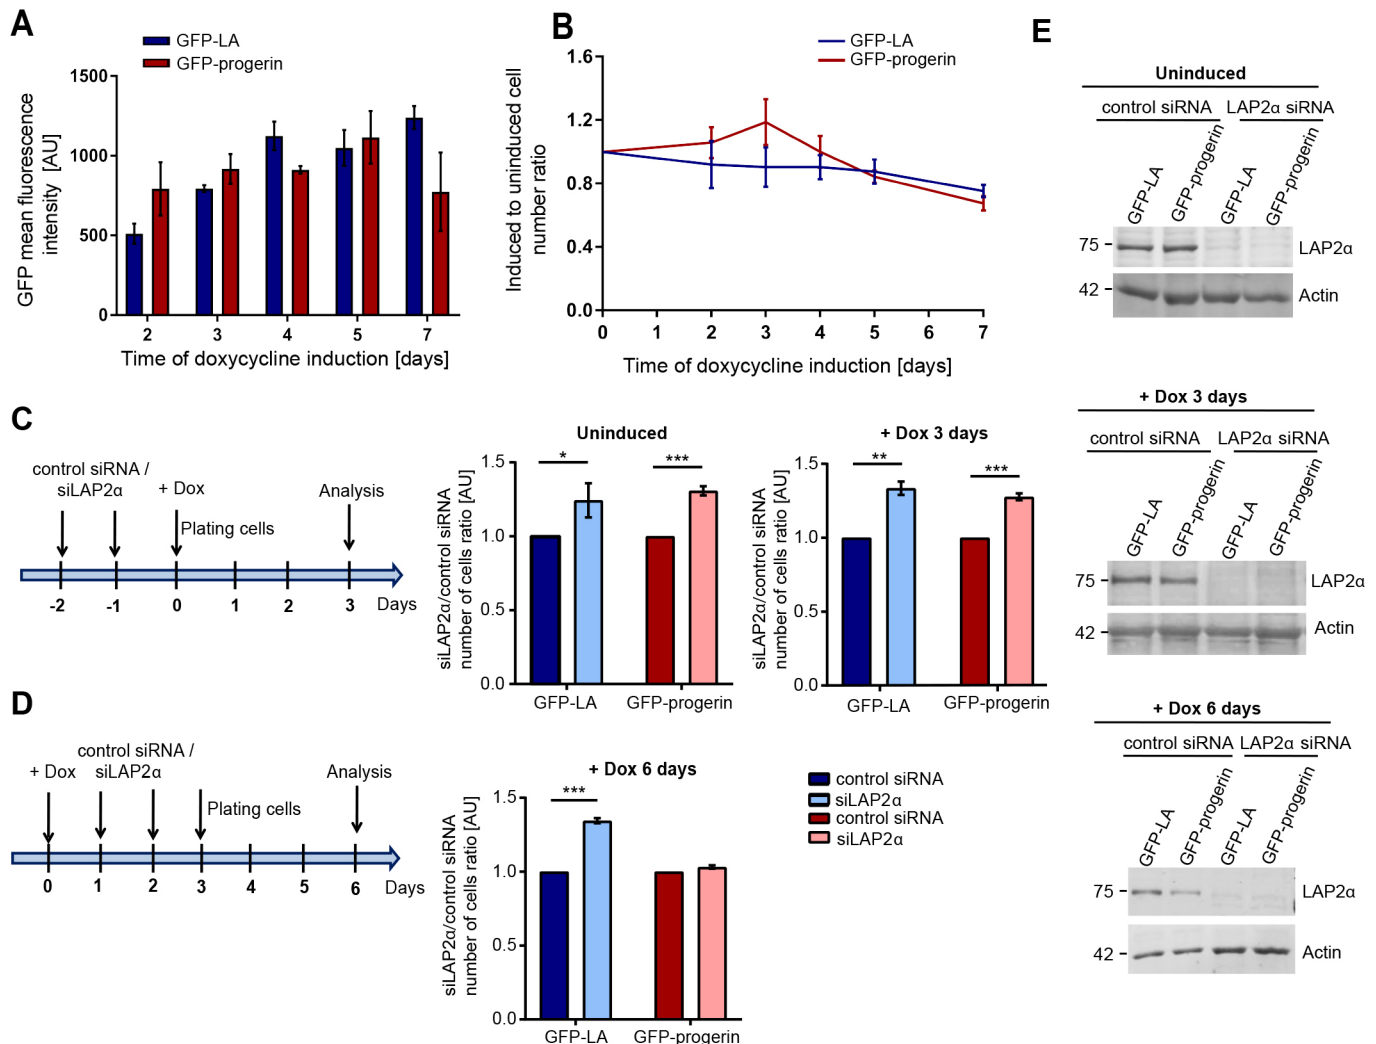 A
GFP-LA
GFP-progerin
GFP mean fluorescence
intensity [AU]
1500
1000
500
0
2 3 4 5 7
Time of doxycycline induction [days]
B
GFP-LA
GFP-progerin
Induced to uninduced cell
number ratio
1.6
1.2
0.8
0.4
0.0
0 1 2 3 4 5 6 7
Time of doxycycline induction [days]
C
control siRNA /
siLAP2α
+ Dox
Plating cells
Analysis
-2 -1 0 1 2 3 Days
Uninduced
siLAP2α/control siRNA
number of cells ratio [AU]
1.5
1.0
0.5
0.0
* ***
GFP-LA GFP-progerin
+ Dox 3 days
siLAP2α/control siRNA
number of cells ratio [AU]
1.5
1.0
0.5
0.0
** ***
GFP-LA GFP-progerin
D
+ Dox
control siRNA /
siLAP2α
Plating cells
Analysis
0 1 2 3 4 5 6 Days
+ Dox 6 days
siLAP2α/control siRNA
number of cells ratio [AU]
1.5
1.0
0.5
0.0
***
GFP-LA GFP-progerin
control siRNA
siLAP2α
control siRNA
siLAP2α
E
Uninduced
control siRNA LAP2α siRNA
GFP-LA GFP-progerin GFP-LA GFP-progerin
75 LAP2α
42 Actin
+ Dox 3 days
control siRNA LAP2α siRNA
GFP-LA GFP-progerin GFP-LA GFP-progerin
75 LAP2α
42 Actin
+ Dox 6 days
control siRNA LAP2α siRNA
GFP-LA GFP-progerin GFP-LA GFP-progerin
75 LAP2α
42 Actin